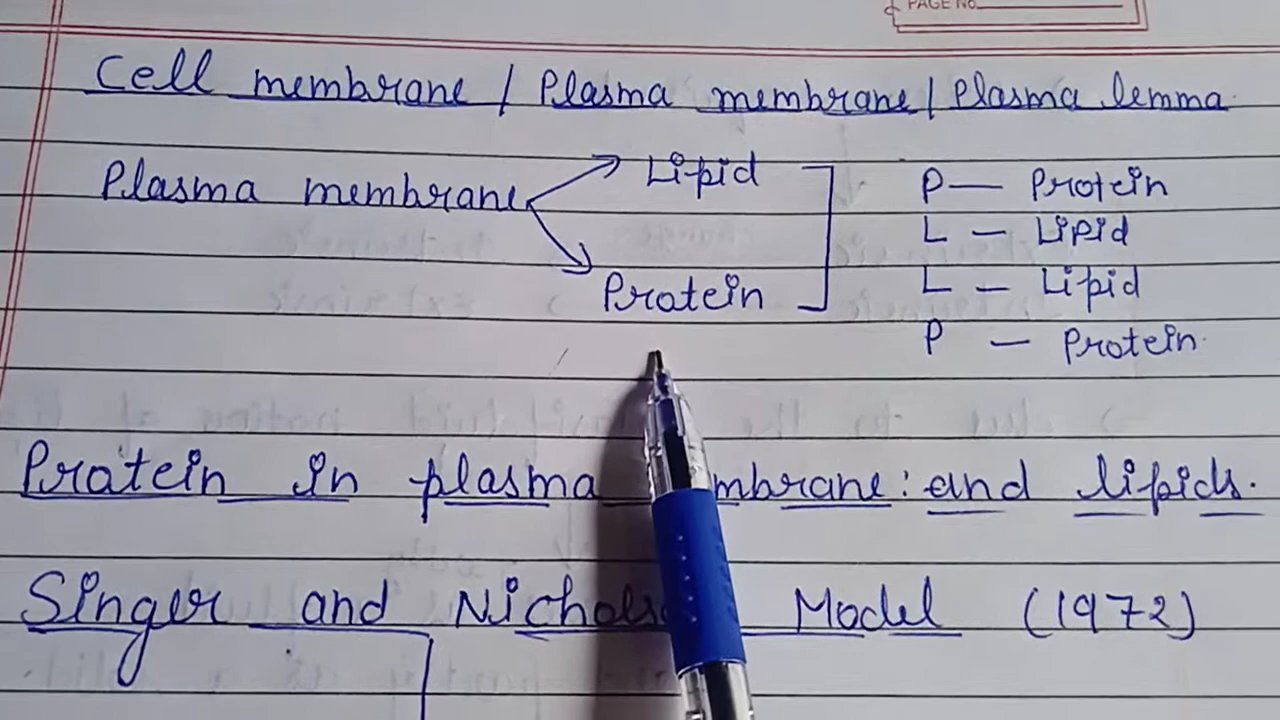 PAGE No.
Cell membrane / Plasma membrane / Plasma lemma
Plasma membrane
Lipid
Protein
P — Protein
L — Lipid
L — Lipid
P — Protein.
Protein in plasma mbrane: and lipids.
Singer and Model (1972)